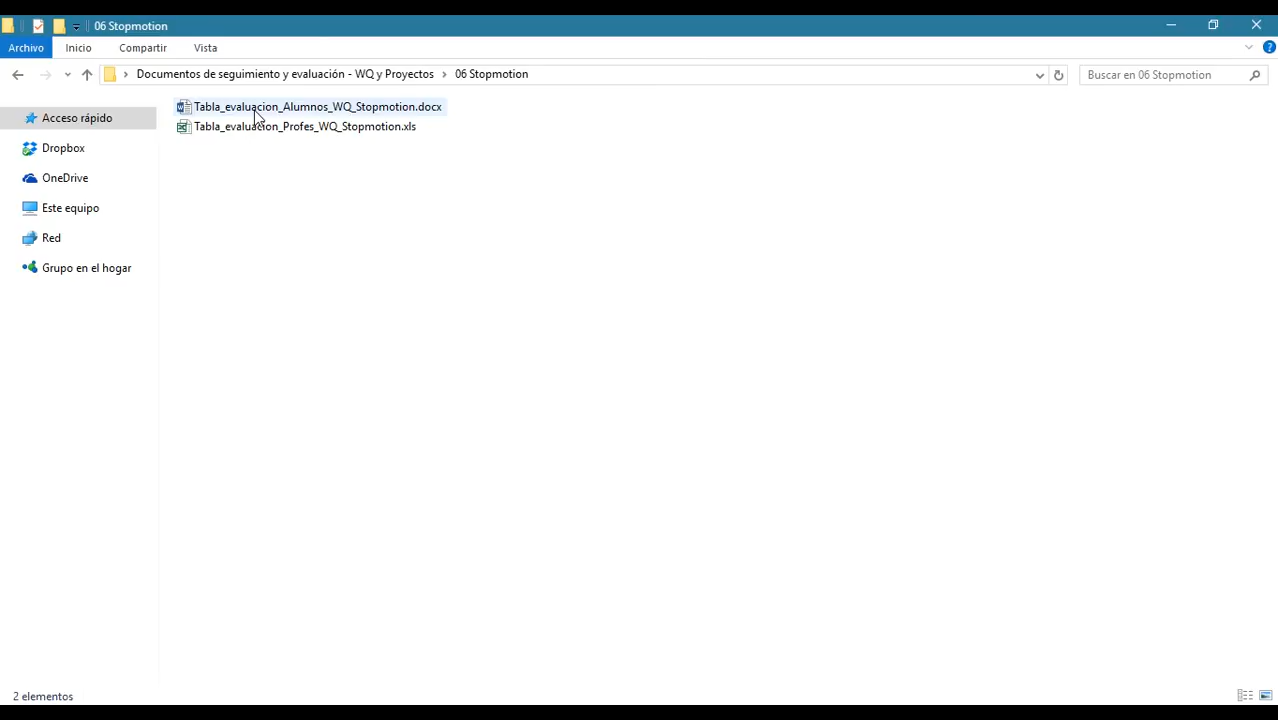 06 Stopmotion
Archivo Inicio Compartir Vista
Documentos de seguimiento y evaluación - WQ y Proyectos 06 Stopmotion Buscar en 06 Stopmotion
Acceso rápido
Dropbox
OneDrive
Este equipo
Red
Grupo en el hogar
Tabla_evaluacion_Alumnos_WQ_Stopmotion.docx
Tabla_evaluacion_Profes_WQ_Stopmotion.xls
2 elementos